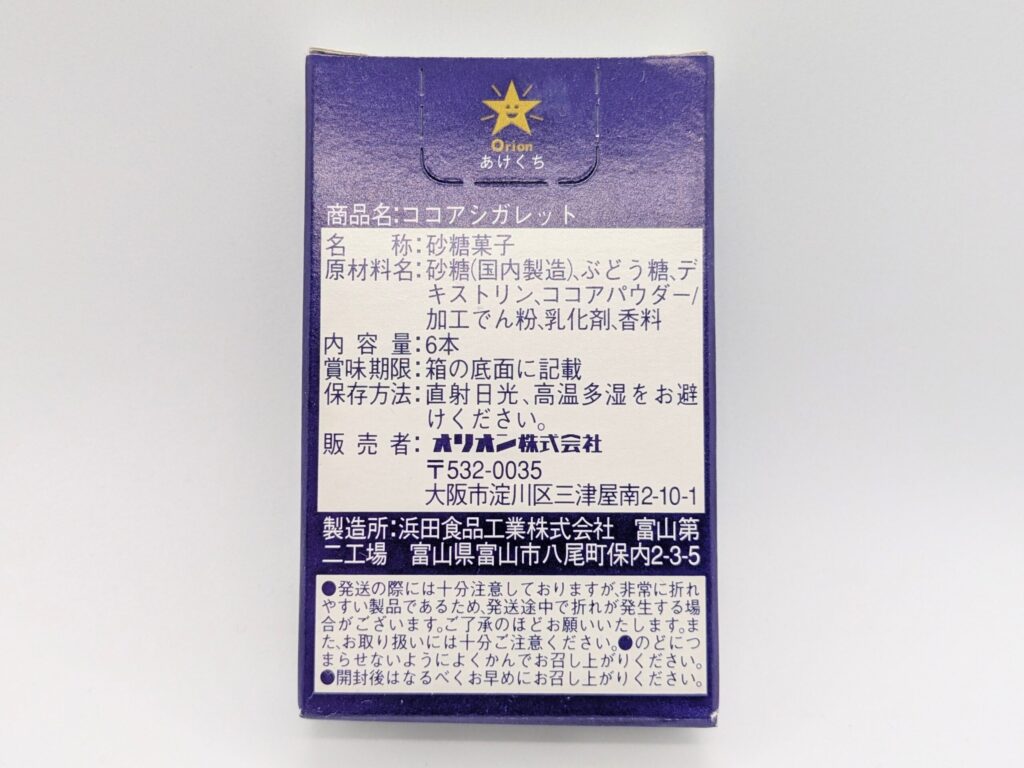 Orion
あけくち
商品名:ココアシガレット
名称:砂糖菓子
原材料名:砂糖(国内製造)、ぶどう糖、デ
キストリン、ココアパウダー/
加工でん粉、乳化剤、香料
内容量:6本
賞味期限:箱の底面に記載
保存方法:直射日光、高温多湿をお避
けください。
販売者:オリオン株式会社
〒532-0035
大阪市淀川区三津屋南2-10-1
製造所:浜田食品工業株式会社 富山第
二工場 富山県富山市八尾町保内2-3-5
●発送の際には十分注意しておりますが、非常に折れ
やすい製品であるため、発送途中で折れが発生する場
合がございます。ご了承のほどお願いいたします。ま
た、お取り扱いには十分ご注意ください。●のどにつ
まらせないようによくかんでお召し上がりください。
●開封後はなるべくお早めにお召し上がりください。